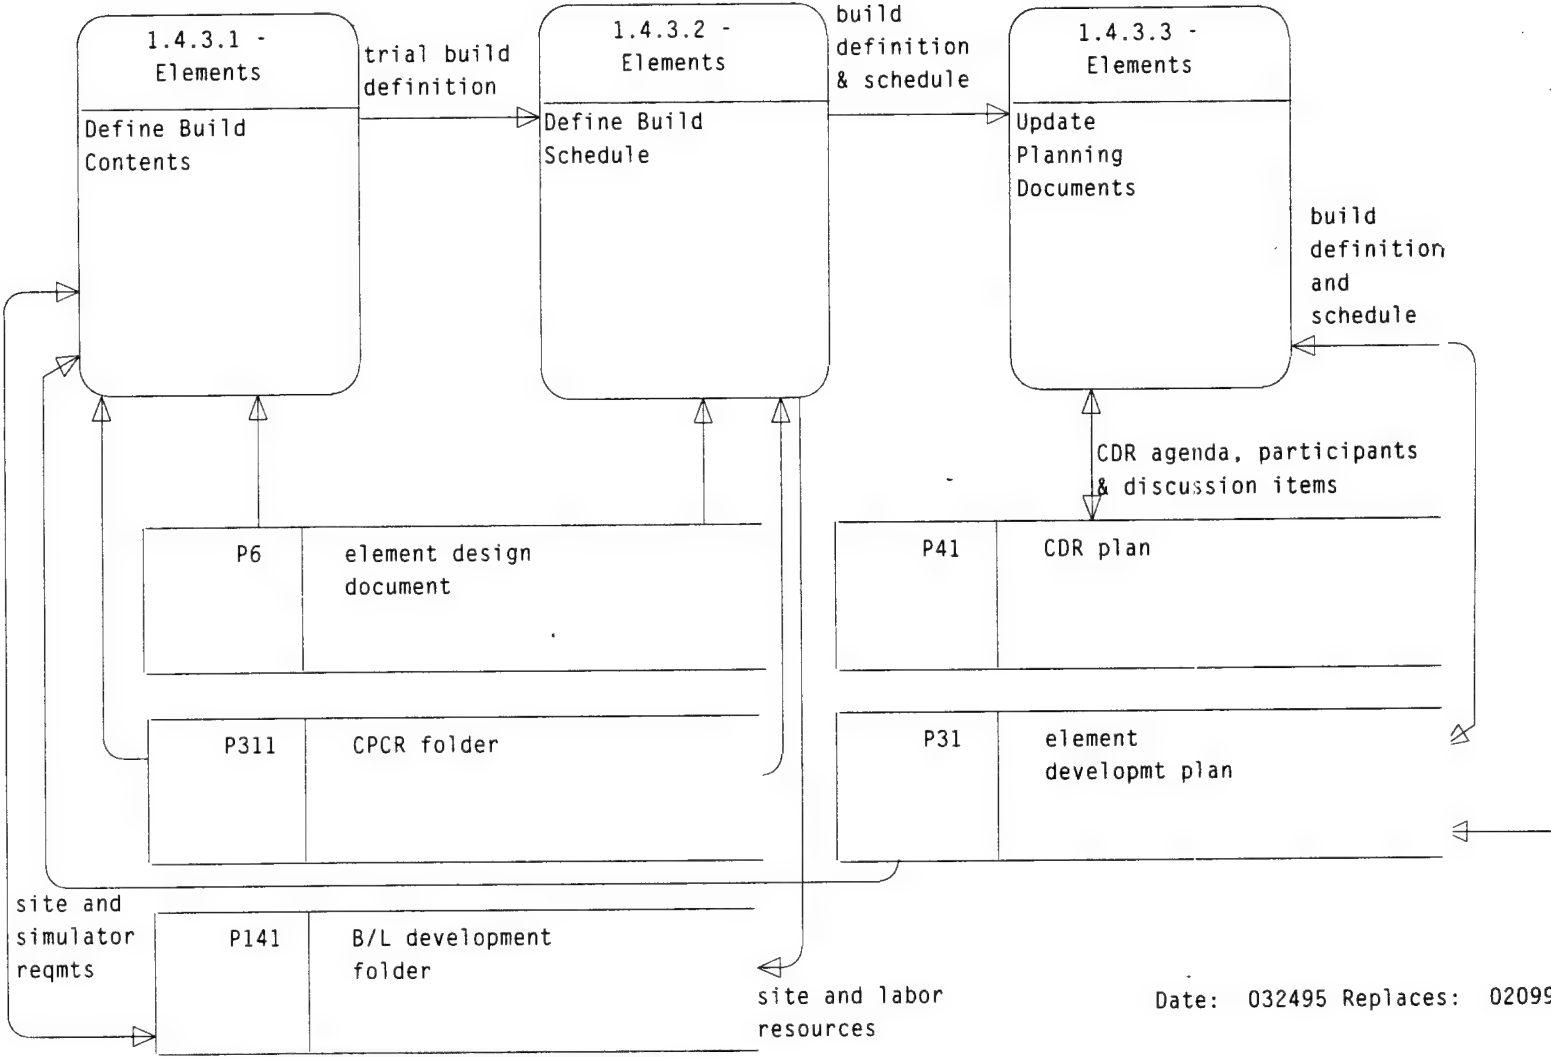 1.4.3.1 -
Elements
Define Build
Contents
trial build
definition
1.4.3.2 -
Elements
Define Build
Schedule
build
definition
& schedule
1.4.3.3 -
Elements
Update
Planning
Documents
build
definition
and
schedule
CDR agenda, participants
& discussion items
P6
element design
document
P41
CDR plan
P311
CPCR folder
P31
element
developmt plan
site and
simulator
reqmts
P141
B/L development
folder
site and labor
resources
Date: 032495 Replaces: 02099